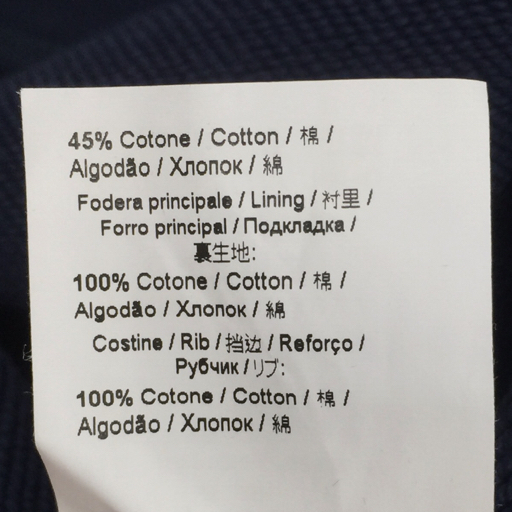 45% Cotone / Cotton / 棉 /
Algodão / Хлопок / 綿
Fodera principale / Lining / 衬里 /
Forro principal / Подкладка /
裏生地:
100% Cotone / Cotton / 棉 /
Algodão / Хлопок / 綿
Costine / Rib / 挡边 / Reforço /
Рубчик / リブ:
100% Cotone / Cotton / 棉 /
Algodão / Хлопок / 綿